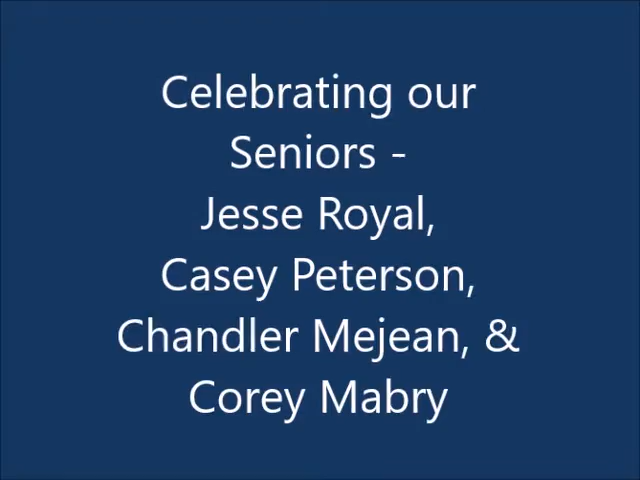 Celebrating our
Seniors -
Jesse Royal,
Casey Peterson,
Chandler Mejean, &
Corey Mabry